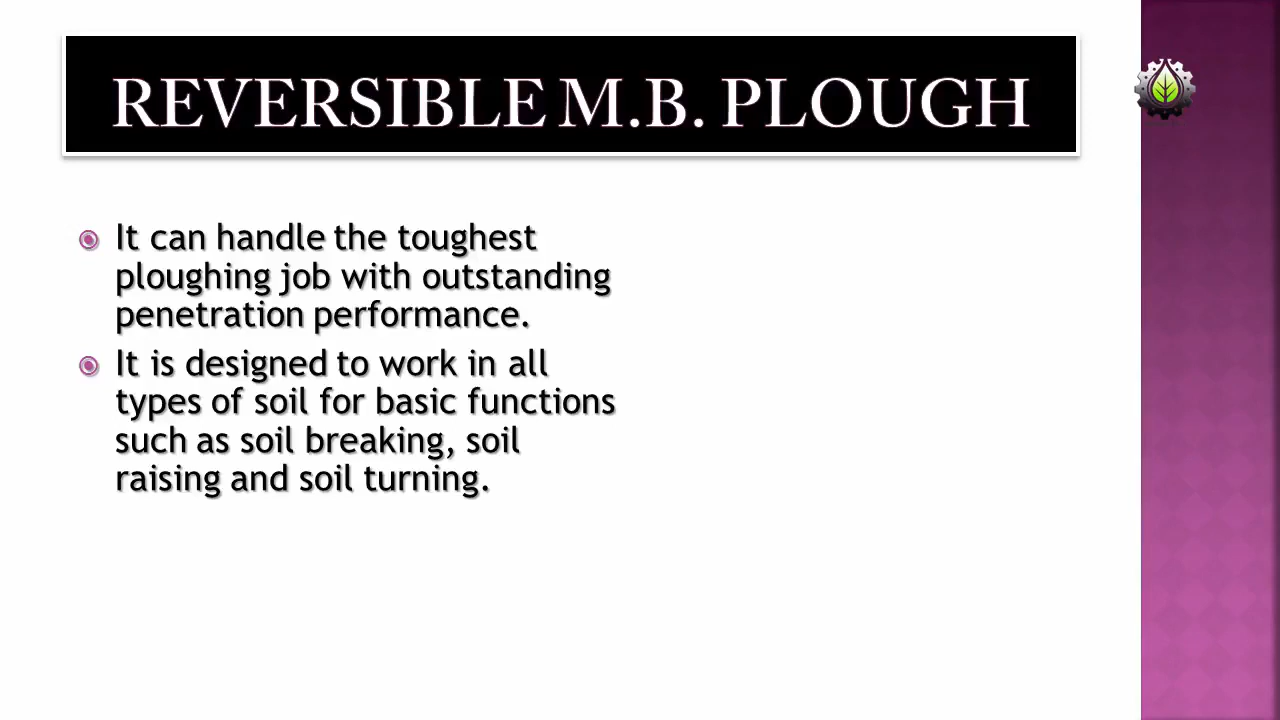 REVERSIBLE M.B. PLOUGH
It can handle the toughest
ploughing job with outstanding
penetration performance.
It is designed to work in all
types of soil for basic functions
such as soil breaking, soil
raising and soil turning.